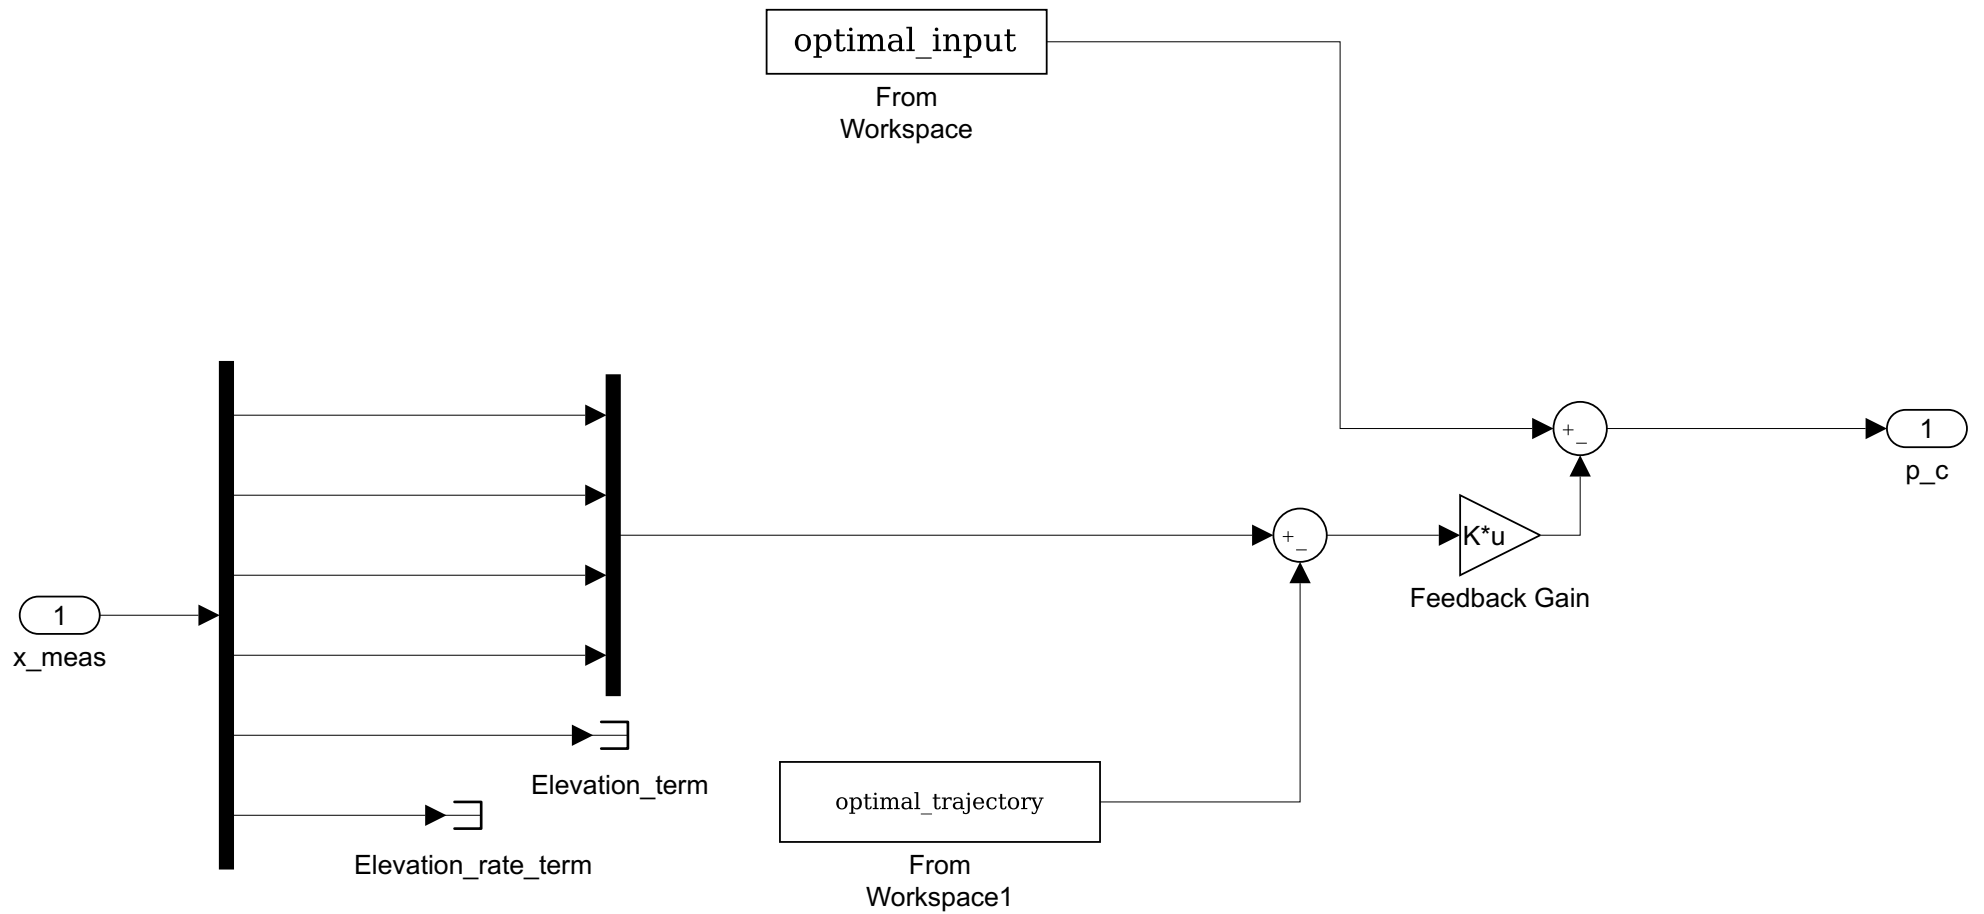 optimal_input
From
Workspace
+
_
1
p_c
+
_
K*u
Feedback Gain
1
x_meas
Elevation_term
optimal_trajectory
Elevation_rate_term
From
Workspace1